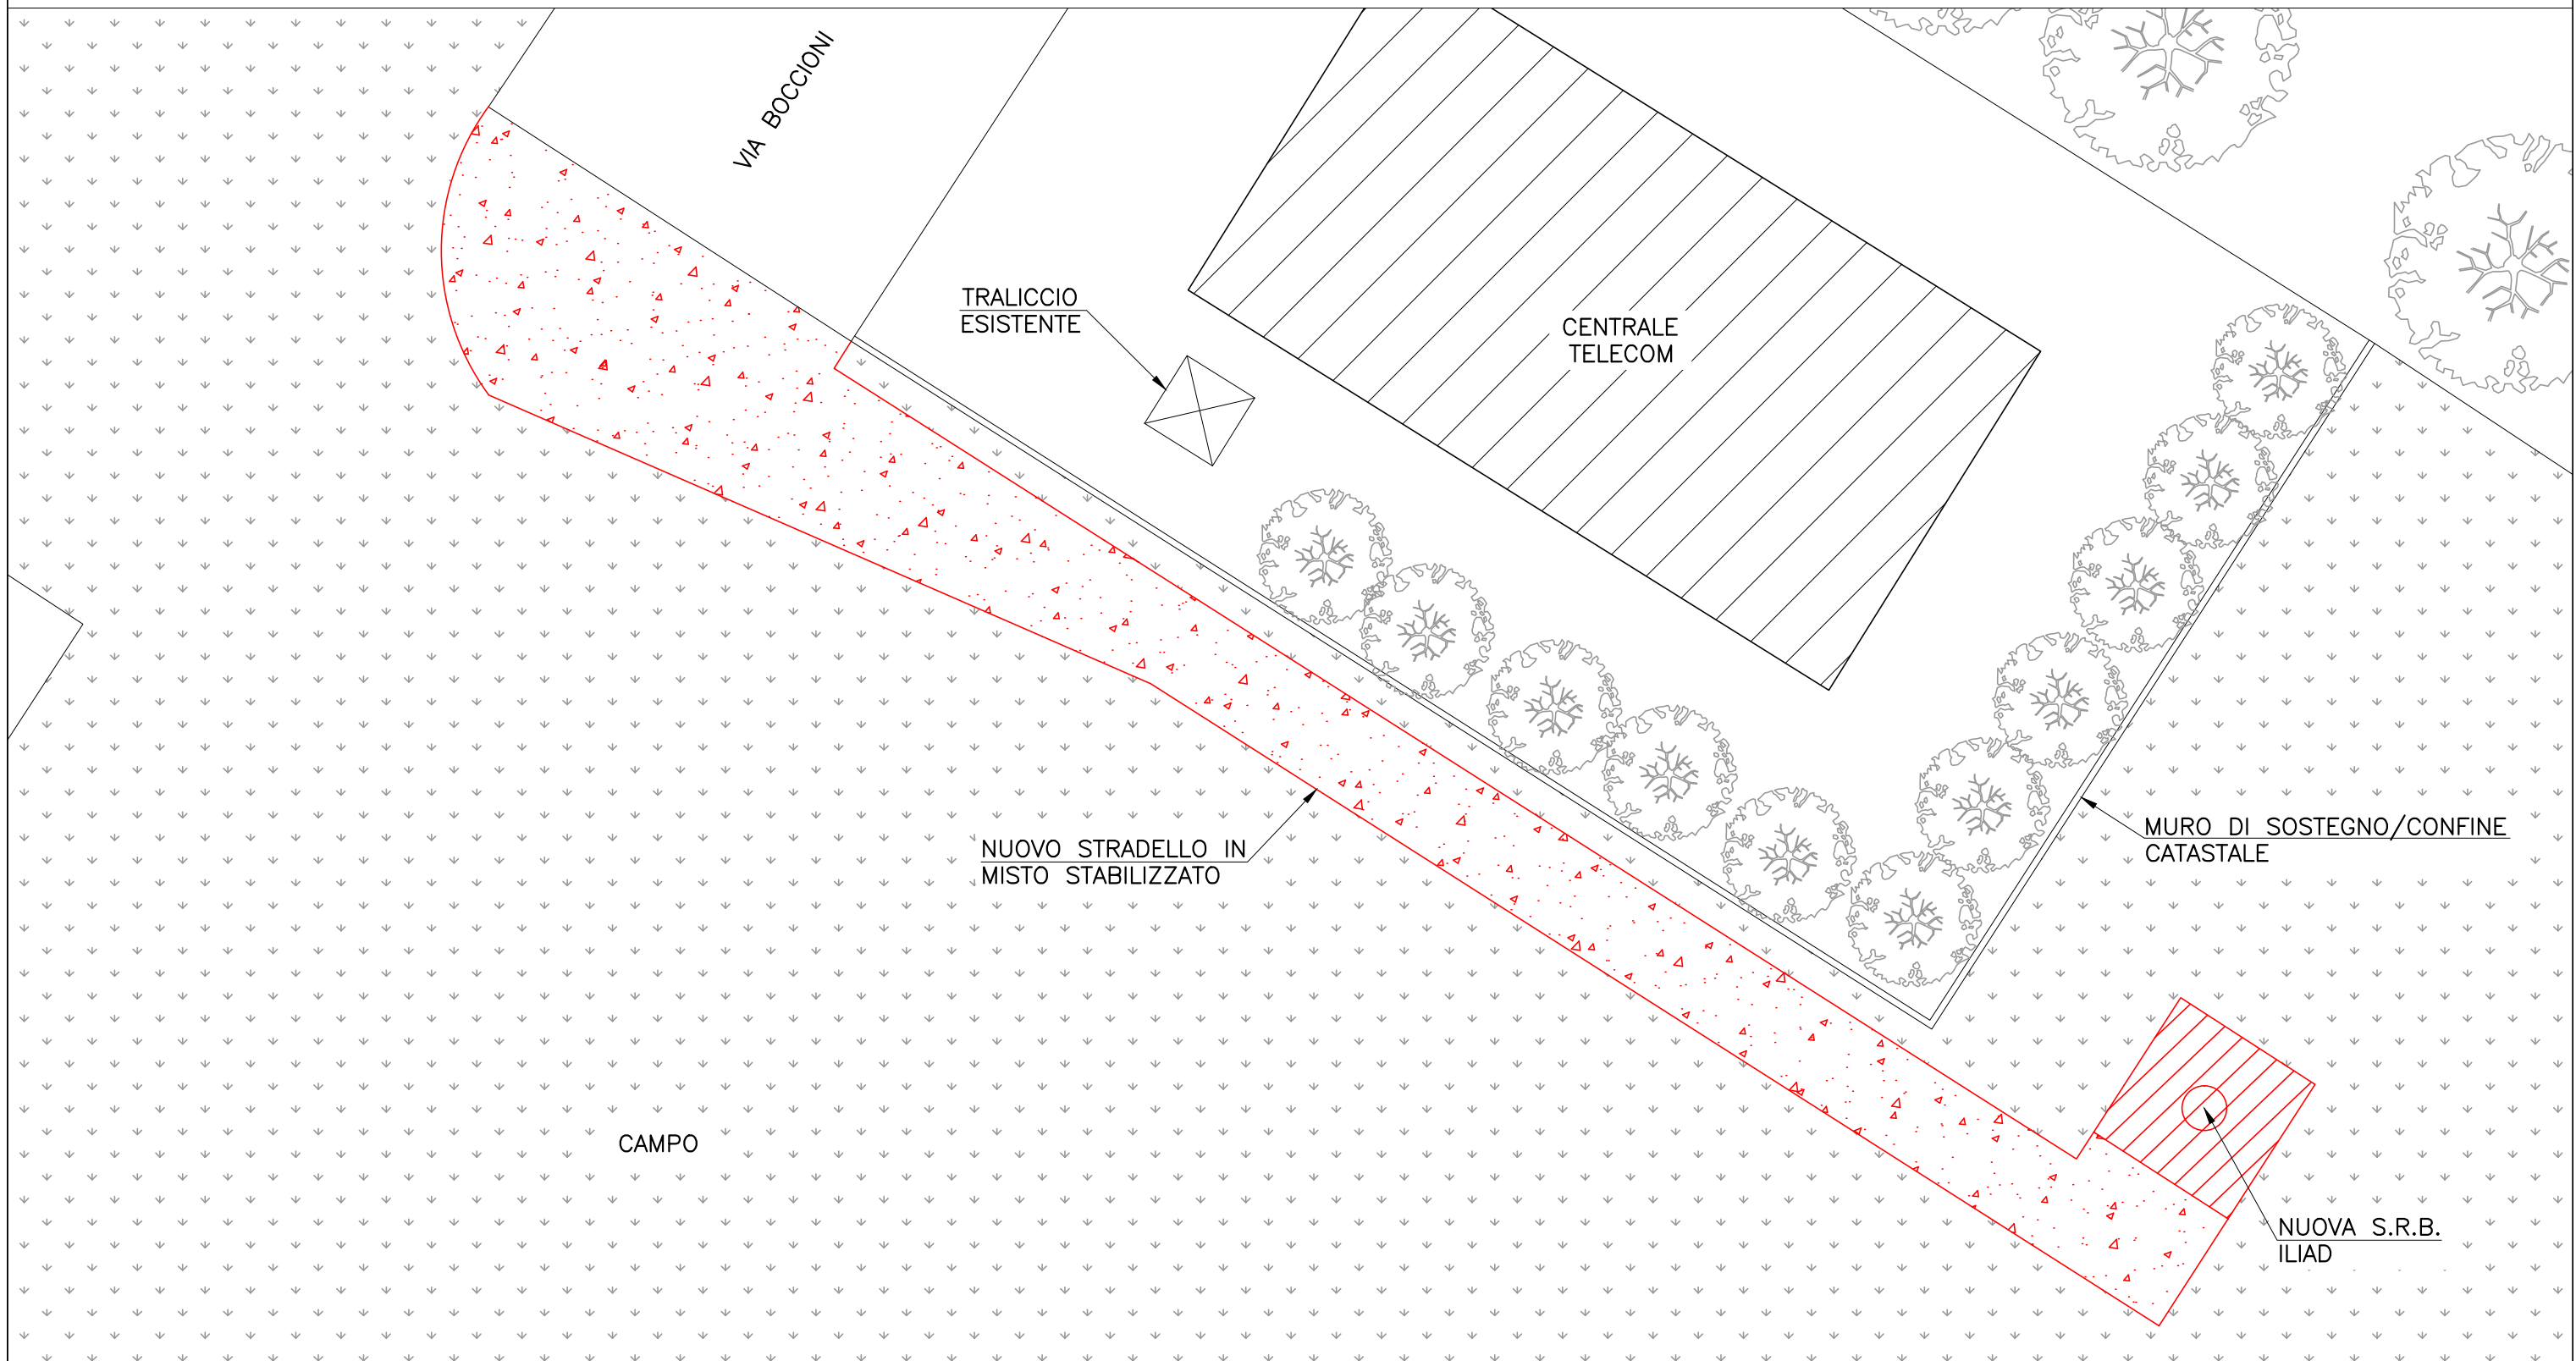 VIA BOCCIONI
TRALICCIO
ESISTENTE
CENTRALE
TELECOM
NUOVO STRADELLO IN
MISTO STABILIZZATO
MURO DI SOSTEGNO/CONFINE
CATASTALE
CAMPO
NUOVA S.R.B.
ILIAD